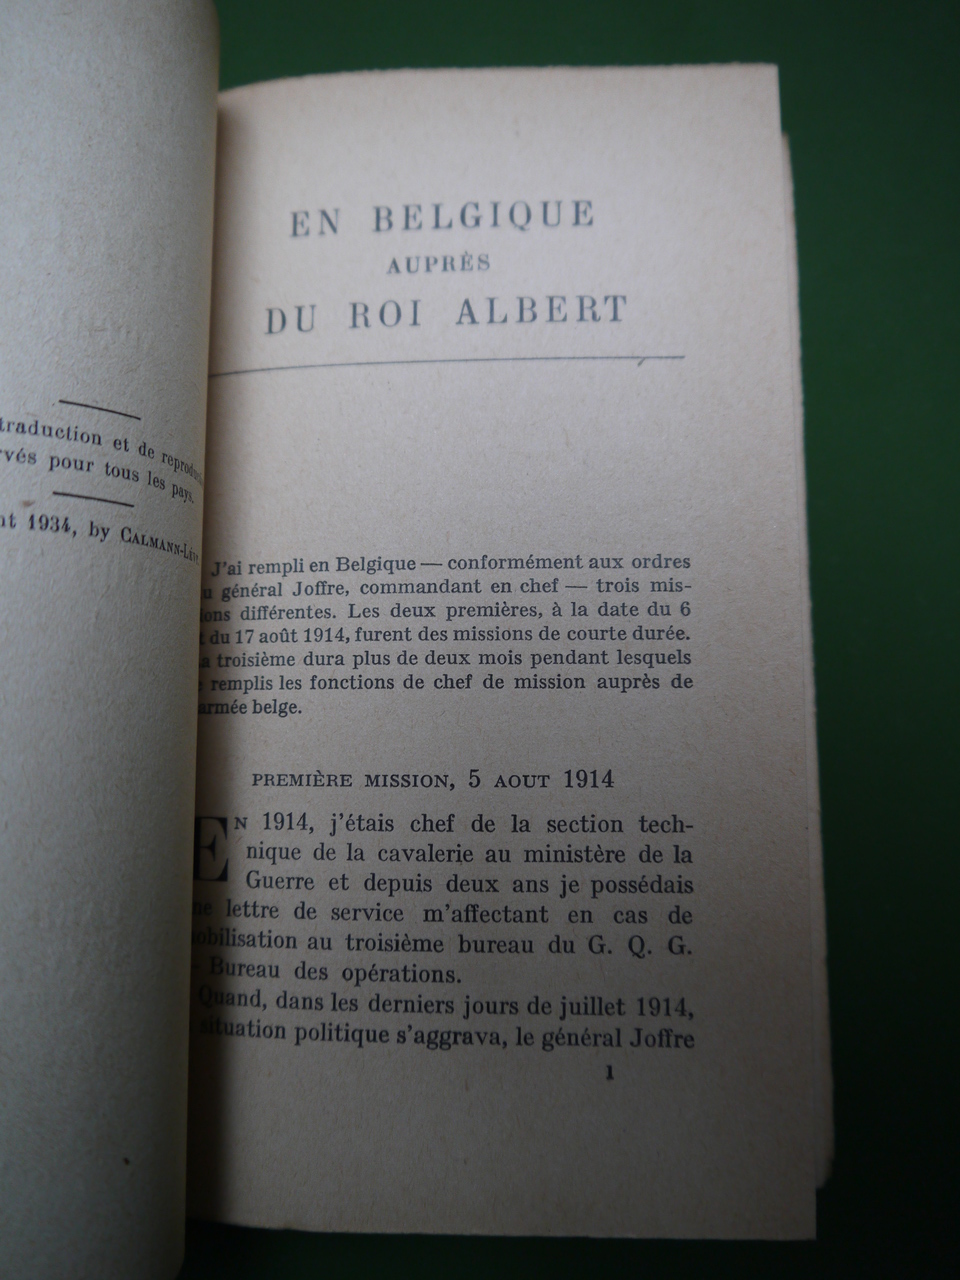 traduction et de
pour tous les pays.
1934, by CALMANN
EN BELGIQUE
AUPRÈS
DU ROI ALBERT
J'ai rempli en Belgique — conformément aux ordres
général Joffre, commandant en chef — trois mis-
différentes. Les deux premières, à la date du 6
du 17 août 1914, furent des missions de courte durée.
troisième dura plus de deux mois pendant lesquels
remplis les fonctions de chef de mission auprès de
armée belge.
PREMIÈRE MISSION, 5 AOUT 1914
EN 1914, j'étais chef de la section tech-
nique de la cavalerie au ministère de la
Guerre et depuis deux ans je possédais
lettre de service m'affectant en cas de
mobilisation au troisième bureau du G. Q. G.
— Bureau des opérations.
Quand, dans les derniers jours de juillet 1914,
situation politique s'aggrava, le général Joffre
1